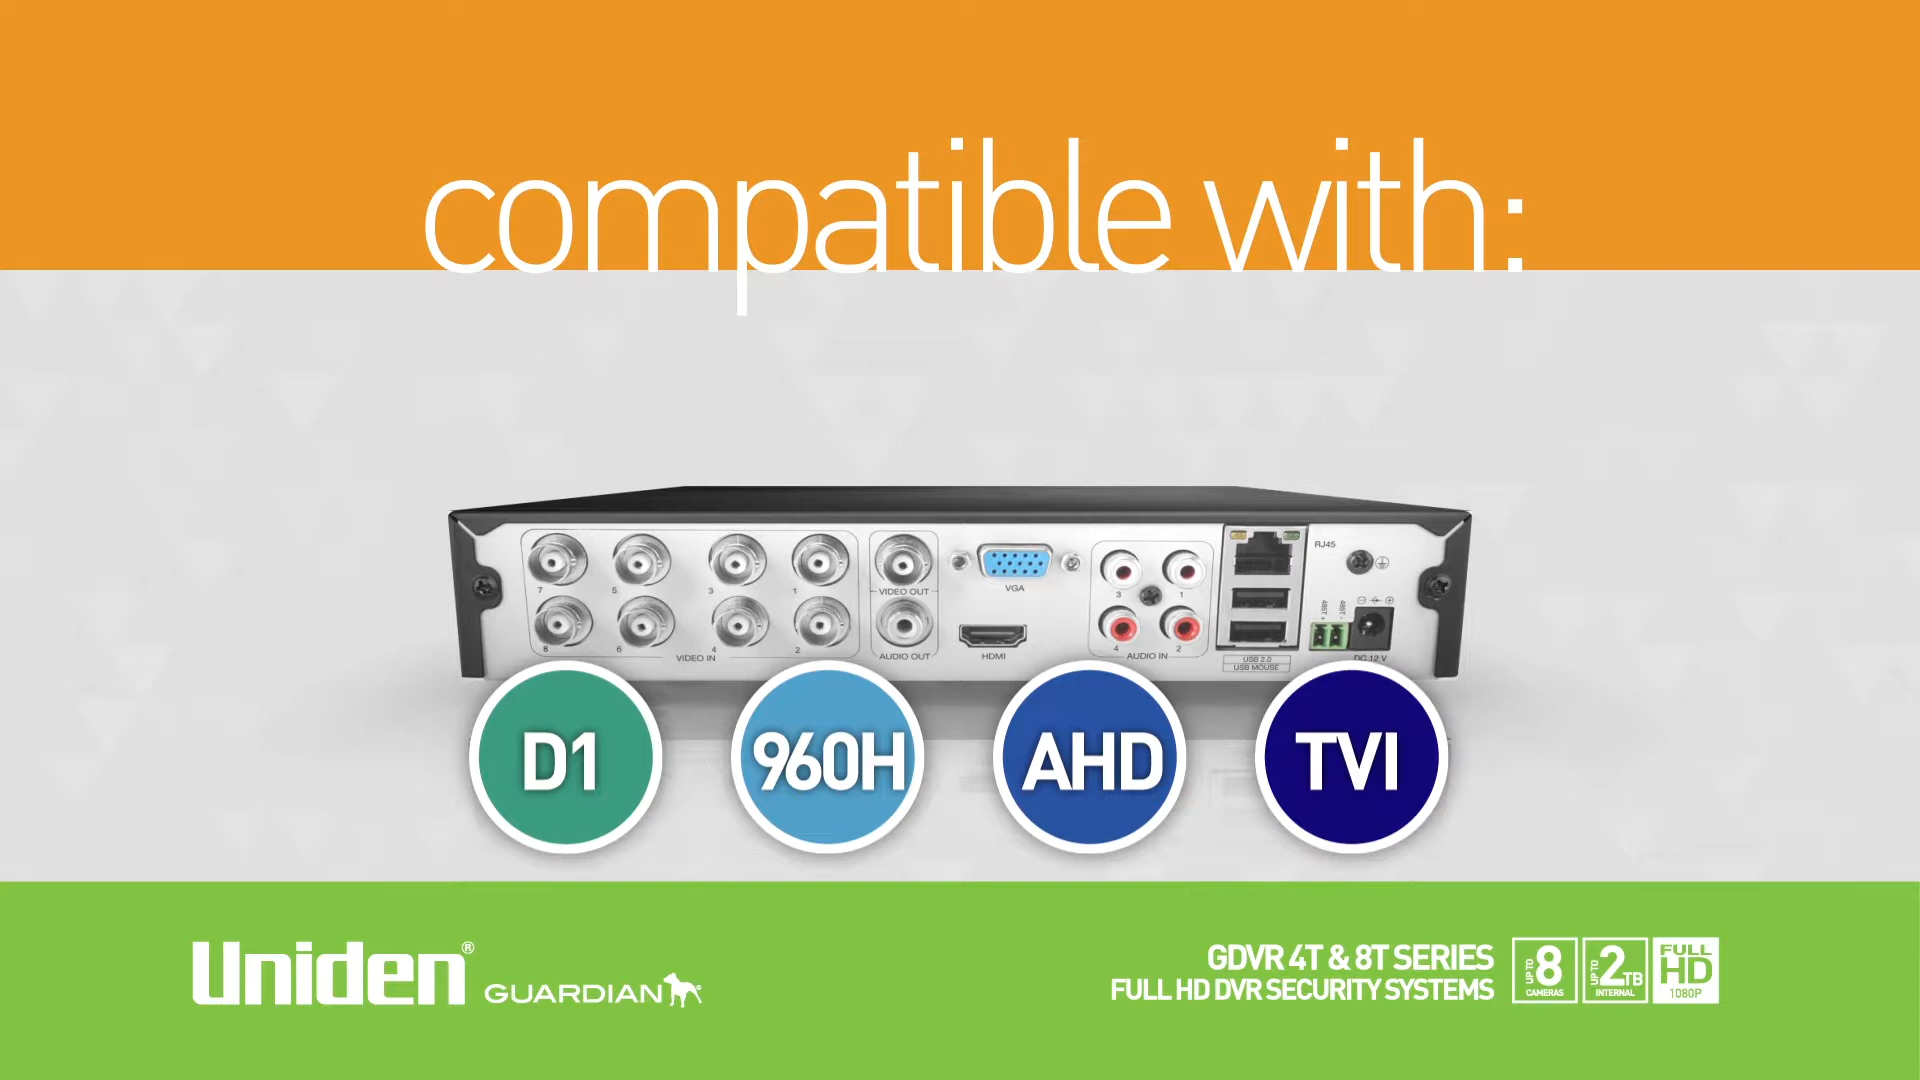 compatible with:
7 5 3 1
8 6 4 2
VIDEO IN
VIDEO OUT
AUDIO OUT
VGA
HDMI
3 1
4 2
AUDIO IN
RJ45
USB 2.0
USB MOUSE
485T + 485T -
DC 12 V
D1
960H
AHD
TVI
Uniden®
GUARDIAN®
GDVR 4T & 8T SERIES
FULL HD DVR SECURITY SYSTEMS
UP TO 8
CAMERAS
UP TO 2TB
INTERNAL
FULL
HD
1080P